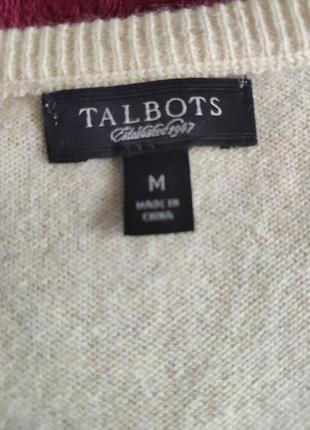 TALBOTS
Established 1947
M
MADE IN
CHINA